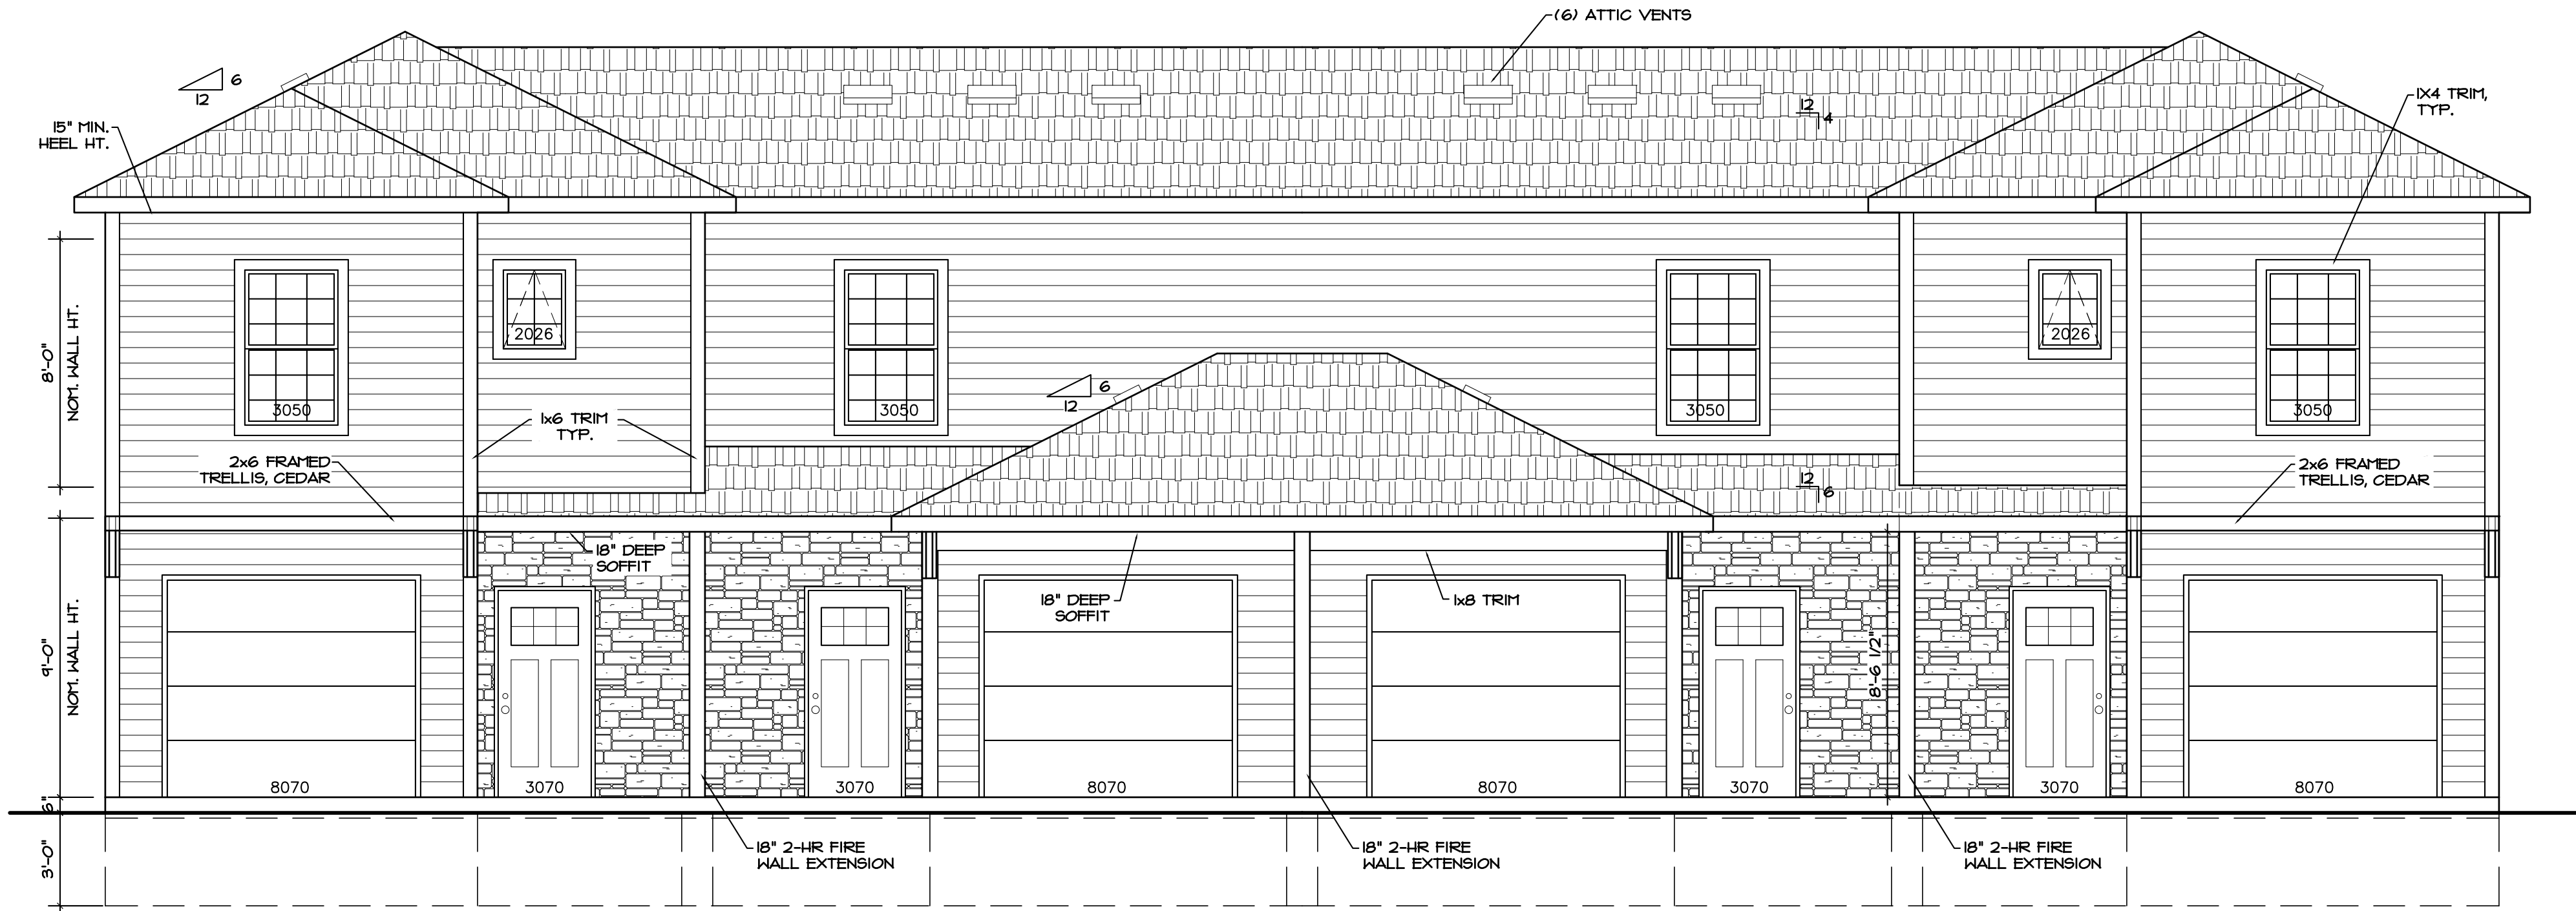 (6) ATTIC VENTS
6
12
15" MIN.
HEEL HT.
12
4
1X4 TRIM,
TYP.
8'-0"
NOM. WALL HT.
2026
2026
3050
3050
3050
3050
6
12
1x6 TRIM
TYP.
2x6 FRAMED
TRELLIS, CEDAR
12
6
2x6 FRAMED
TRELLIS, CEDAR
9'-0"
NOM. WALL HT.
18" DEEP
SOFFIT
18" DEEP
SOFFIT
1x8 TRIM
8'-6 1/2"
8070
3070
3070
8070
8070
3070
3070
8070
6"
3'-0"
18" 2-HR FIRE
WALL EXTENSION
18" 2-HR FIRE
WALL EXTENSION
18" 2-HR FIRE
WALL EXTENSION